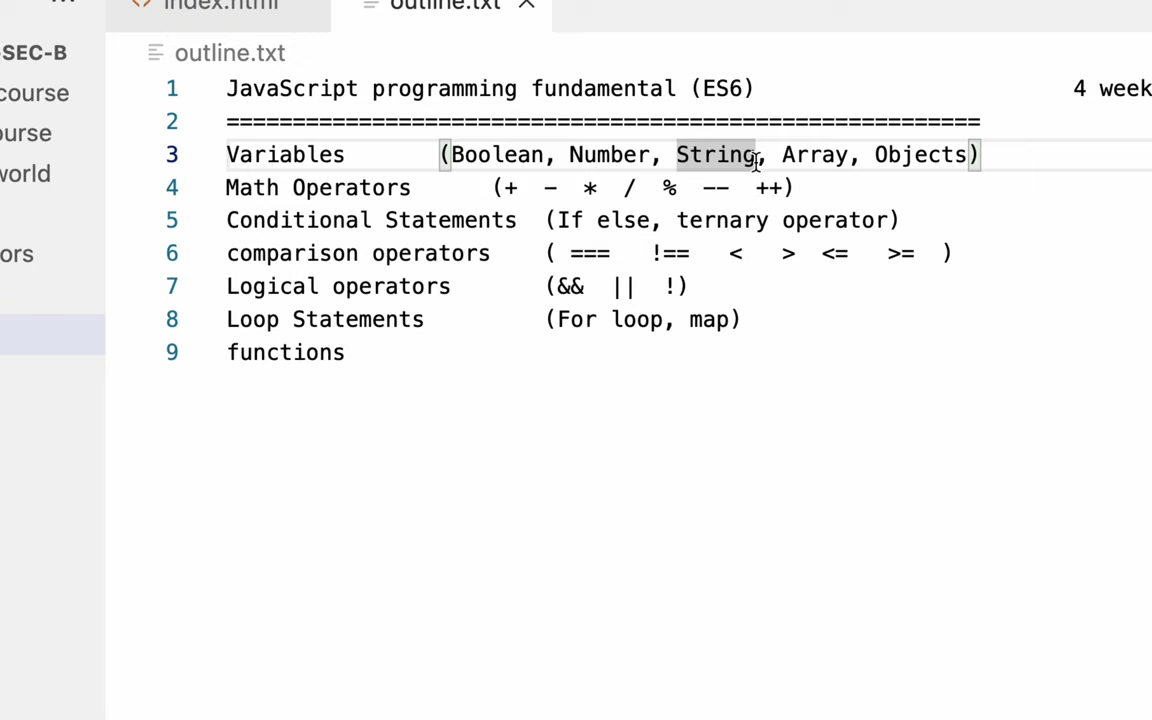 index.html outline.txt
-SEC-B
course
ourse
world
ors
outline.txt
1 JavaScript programming fundamental (ES6) 4 week
2 =========================================================
3 Variables (Boolean, Number, String, Array, Objects)
4 Math Operators (+ - * / % -- ++)
5 Conditional Statements (If else, ternary operator)
6 comparison operators ( === !== < > <= >= )
7 Logical operators (&& || !)
8 Loop Statements (For loop, map)
9 functions